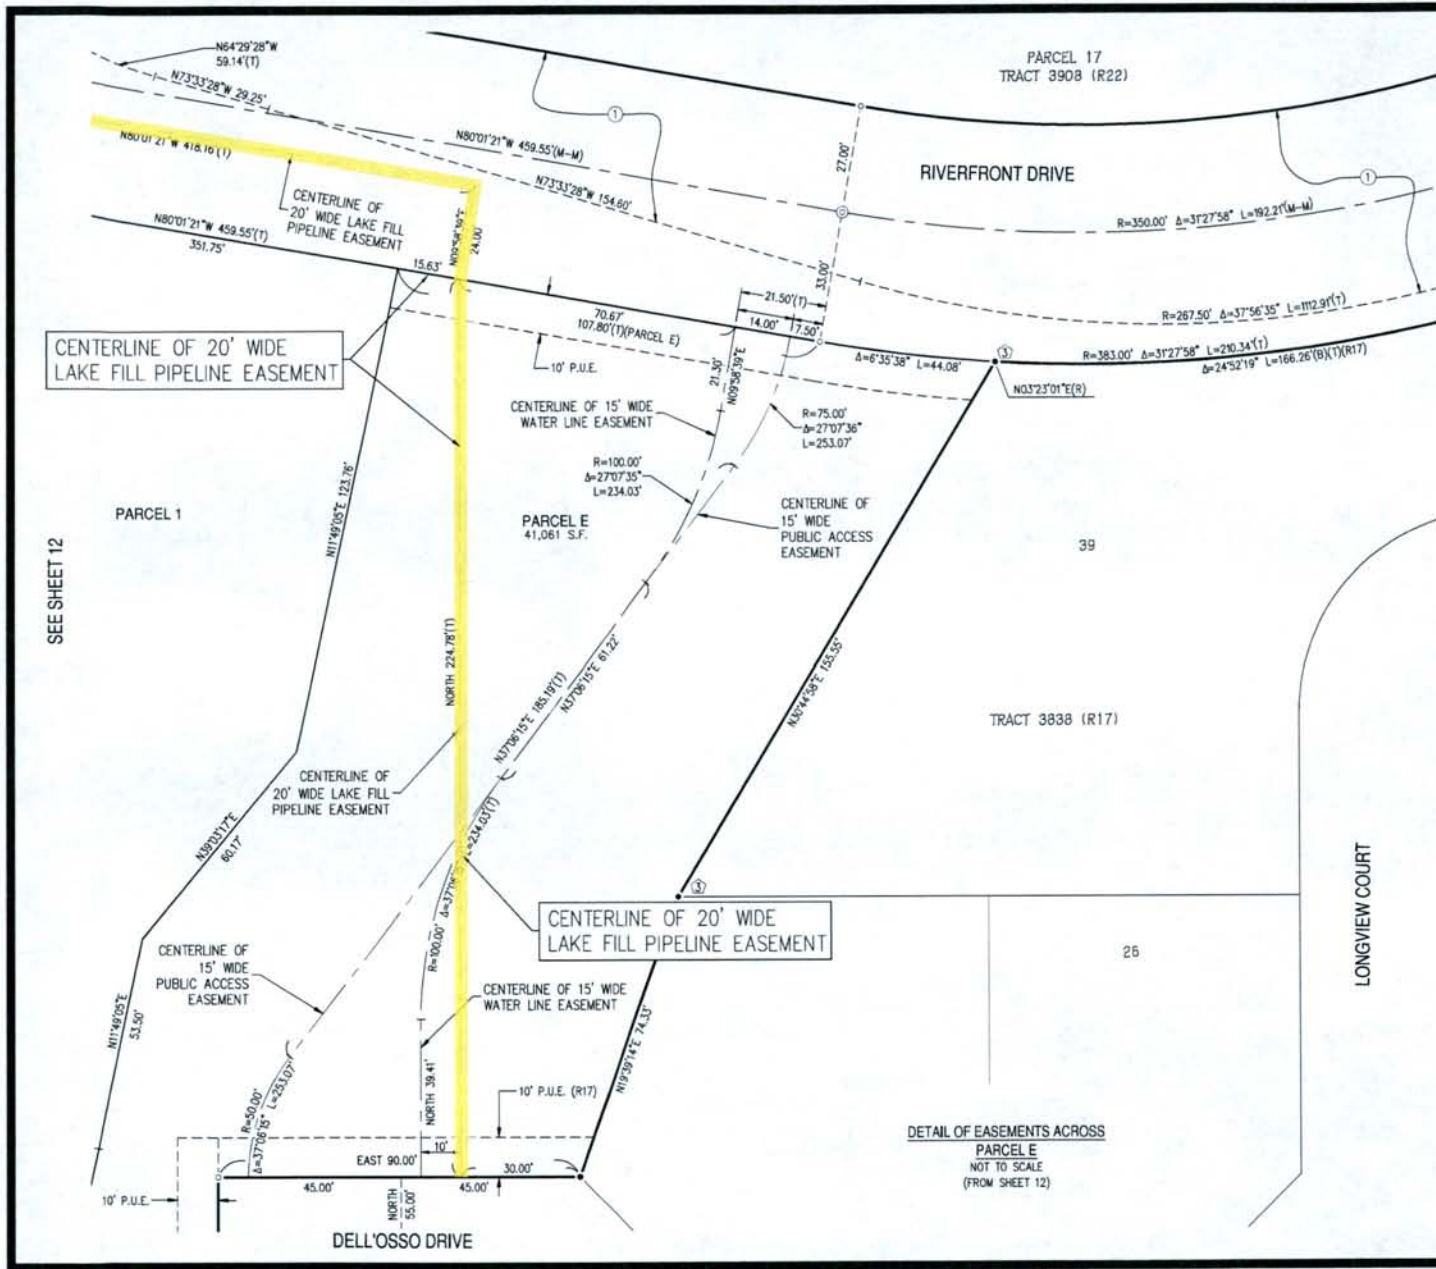 N64°29'28"W
59.14'(T)
PARCEL 17
TRACT 3908 (R22)
N73°33'28"W 29.25'
1
N80°01'21"W 459.55'(M-M)
N80°01'21"W 418.16'(T)
27.00'
RIVERFRONT DRIVE
1
N73°33'28"W 154.60'
CENTERLINE OF
20' WIDE LAKE FILL
PIPELINE EASEMENT
N09°58'39"E
24.00'
R=350.00' Δ=31°27'58" L=192.21'(M-M)
N80°01'21"W 459.55'(T)
351.75'
15.63'
33.00'
21.50'(T)
70.67'
107.80'(T)(PARCEL E)
14.00'
7.50'
R=267.50' Δ=37°56'35" L=1112.91'(T)
CENTERLINE OF 20' WIDE
LAKE FILL PIPELINE EASEMENT
Δ=6°35'38" L=44.08'
3
R=383.00' Δ=31°27'58" L=210.34'(T)
Δ=24°52'19" L=166.26'(B)(T)(R17)
10' P.U.E.
21.30'
N09°58'39"E
N03°23'01"E(R)
CENTERLINE OF 15' WIDE
WATER LINE EASEMENT
R=75.00'
Δ=27°07'36"
L=253.07'
R=100.00'
Δ=27°07'35"
L=234.03'
N11°49'05"E 123.76'
PARCEL 1
PARCEL E
41,061 S.F.
CENTERLINE OF
15' WIDE
PUBLIC ACCESS
EASEMENT
39
SEE SHEET 12
NORTH 224.78'(T)
N37°06'15"E 185.19'(T)
N37°06'15"E 61.22'
N30°44'58"E 155.55'
TRACT 3838 (R17)
CENTERLINE OF
20' WIDE LAKE FILL
PIPELINE EASEMENT
N39°03'17"E
60.17'
R=100.00' Δ=37°06' L=234.03'(T)
3
LONGVIEW COURT
CENTERLINE OF 20' WIDE
LAKE FILL PIPELINE EASEMENT
26
CENTERLINE OF
15' WIDE
PUBLIC ACCESS
EASEMENT
CENTERLINE OF 15' WIDE
WATER LINE EASEMENT
N11°49'05"E
53.50'
N19°39'14"E 74.33'
R=50.00'
Δ=37°06'15" L=253.07'
NORTH 39.41'
10' P.U.E. (R17)
DETAIL OF EASEMENTS ACROSS
PARCEL E
NOT TO SCALE
(FROM SHEET 12)
10'
EAST 90.00'
30.00'
45.00'
45.00'
10' P.U.E.
NORTH
55.00'
DELL'OSSO DRIVE